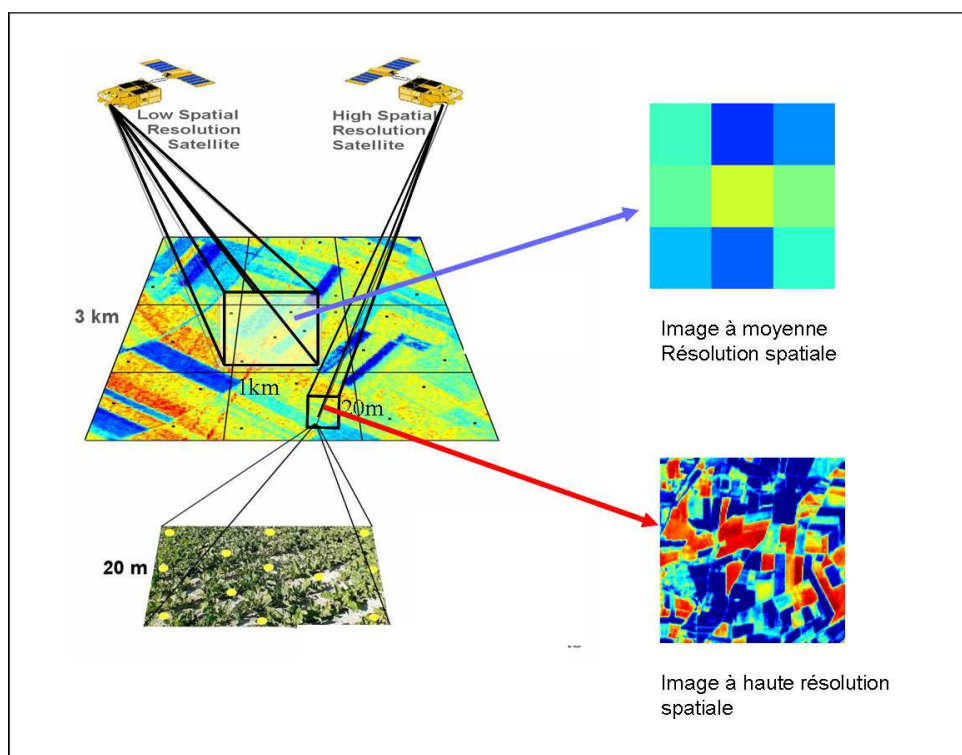 Low Spatial
Resolution
Satellite
High Spatial
Resolution
Satellite
3 km
1km
20m
20 m
Image à moyenne
Résolution spatiale
Image à haute résolution
spatiale